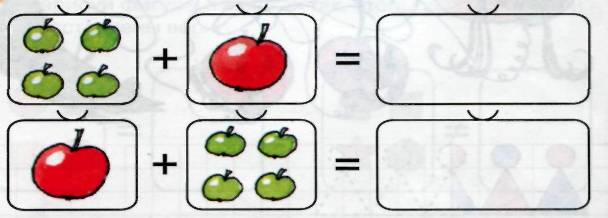 + =
+ =